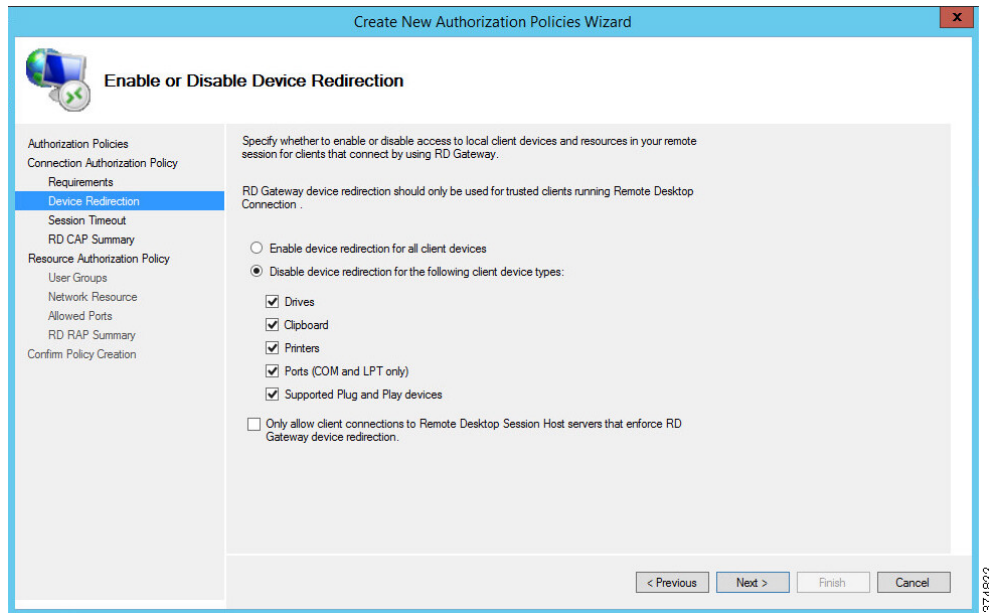 Create New Authorization Policies Wizard
x
Enable or Disable Device Redirection
Authorization Policies
Connection Authorization Policy
Requirements
Device Redirection
Session Timeout
RD CAP Summary
Resource Authorization Policy
User Groups
Network Resource
Allowed Ports
RD RAP Summary
Confirm Policy Creation
Specify whether to enable or disable access to local client devices and resources in your remote
session for clients that connect by using RD Gateway.
RD Gateway device redirection should only be used for trusted clients running Remote Desktop
Connection .
Enable device redirection for all client devices
Disable device redirection for the following client device types:
Drives
Clipboard
Printers
Ports (COM and LPT only)
Supported Plug and Play devices
Only allow client connections to Remote Desktop Session Host servers that enforce RD
Gateway device redirection.
< Previous
Next >
Finish
Cancel